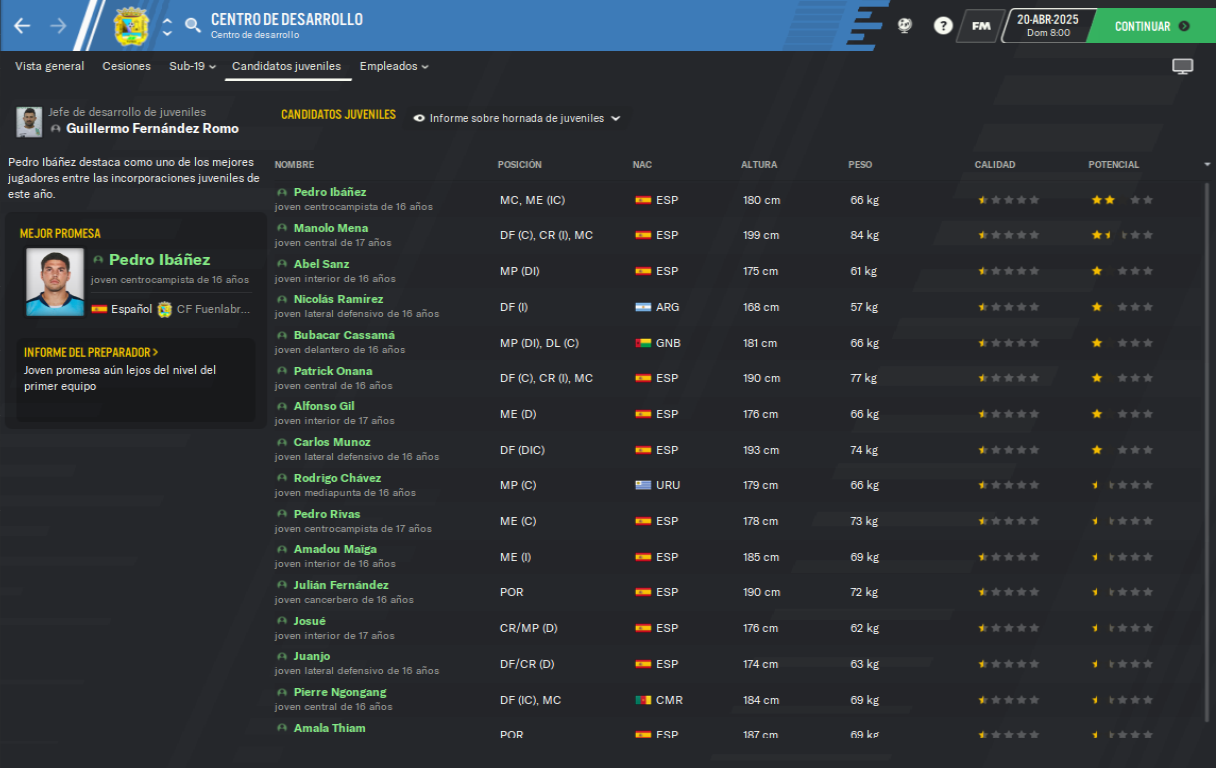 CENTRO DE DESARROLLO
Centro de desarrollo
FM
20-ABR-2025
Dom 8:00
CONTINUAR
Vista general
Cesiones
Sub-19
Candidatos juveniles
Empleados
Jefe de desarrollo de juveniles
Guillermo Fernández Romo
Pedro Ibáñez destaca como uno de los mejores
jugadores entre las incorporaciones juveniles de
este año.
MEJOR PROMESA
Pedro Ibáñez
joven centrocampista de 16 años
Español CF Fuenlabr...
INFORME DEL PREPARADOR >
Joven promesa aún lejos del nivel del
primer equipo
CANDIDATOS JUVENILES
Informe sobre hornada de juveniles
NOMBRE POSICIÓN NAC ALTURA PESO CALIDAD POTENCIAL
Pedro Ibáñez
joven centrocampista de 16 años
MC, ME (IC) ESP 180 cm 66 kg
Manolo Mena
joven central de 17 años
DF (C), CR (I), MC ESP 199 cm 84 kg
Abel Sanz
joven interior de 16 años
MP (DI) ESP 175 cm 61 kg
Nicolás Ramírez
joven lateral defensivo de 16 años
DF (I) ARG 168 cm 57 kg
Bubacar Cassamá
joven delantero de 16 años
MP (DI), DL (C) GNB 181 cm 66 kg
Patrick Onana
joven central de 16 años
DF (C), CR (I), MC ESP 190 cm 77 kg
Alfonso Gil
joven interior de 17 años
ME (D) ESP 176 cm 66 kg
Carlos Munoz
joven lateral defensivo de 16 años
DF (DIC) ESP 193 cm 74 kg
Rodrigo Chávez
joven mediapunta de 16 años
MP (C) URU 179 cm 66 kg
Pedro Rivas
joven centrocampista de 17 años
ME (C) ESP 178 cm 73 kg
Amadou Maïga
joven interior de 16 años
ME (I) ESP 185 cm 69 kg
Julián Fernández
joven cancerbero de 16 años
POR ESP 190 cm 72 kg
Josué
joven interior de 17 años
CR/MP (D) ESP 176 cm 62 kg
Juanjo
joven lateral defensivo de 16 años
DF/CR (D) ESP 174 cm 63 kg
Pierre Ngongang
joven central de 16 años
DF (IC), MC CMR 184 cm 69 kg
Amala Thiam
POR ESP 187 cm 69 kg